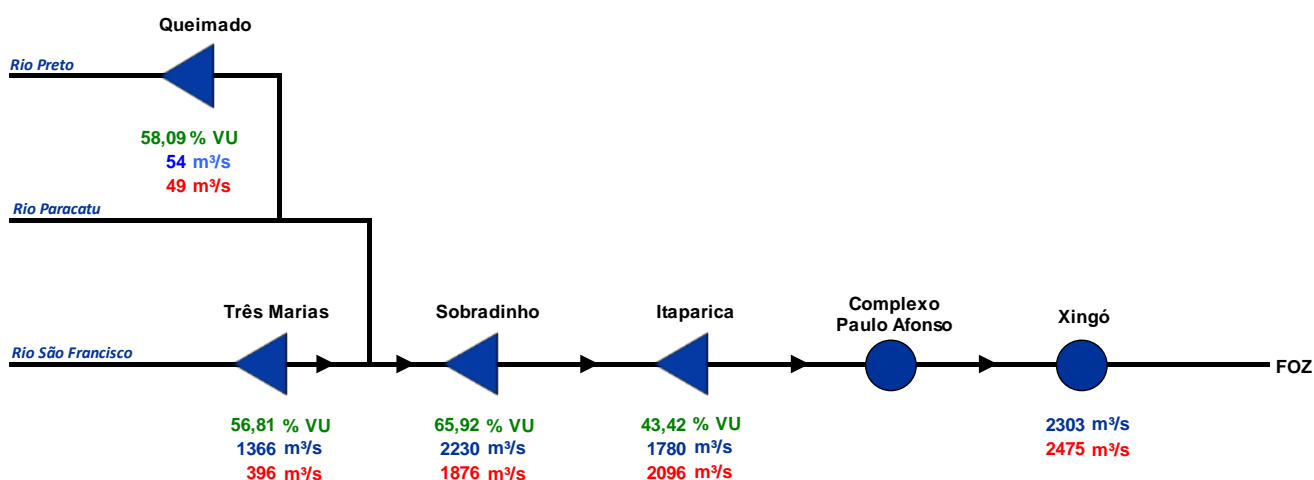 Queimado
Rio Preto
58,09 % VU
54 m³/s
49 m³/s
Rio Paracatu
Três Marias
Sobradinho
Itaparica
Complexo
Paulo Afonso
Xingó
Rio São Francisco
FOZ
56,81 % VU
1366 m³/s
396 m³/s
65,92 % VU
2230 m³/s
1876 m³/s
43,42 % VU
1780 m³/s
2096 m³/s
2303 m³/s
2475 m³/s